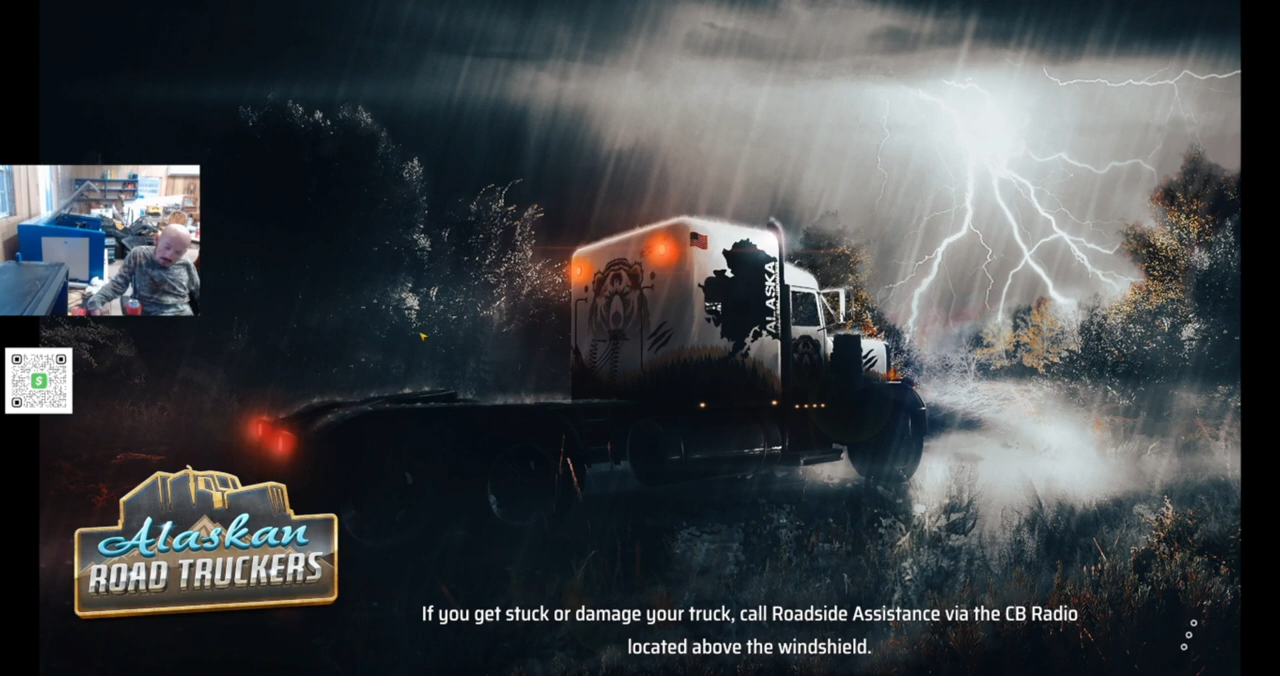 ALASKA
Alaskan
ROAD TRUCKERS
If you get stuck or damage your truck, call Roadside Assistance via the CB Radio
located above the windshield.